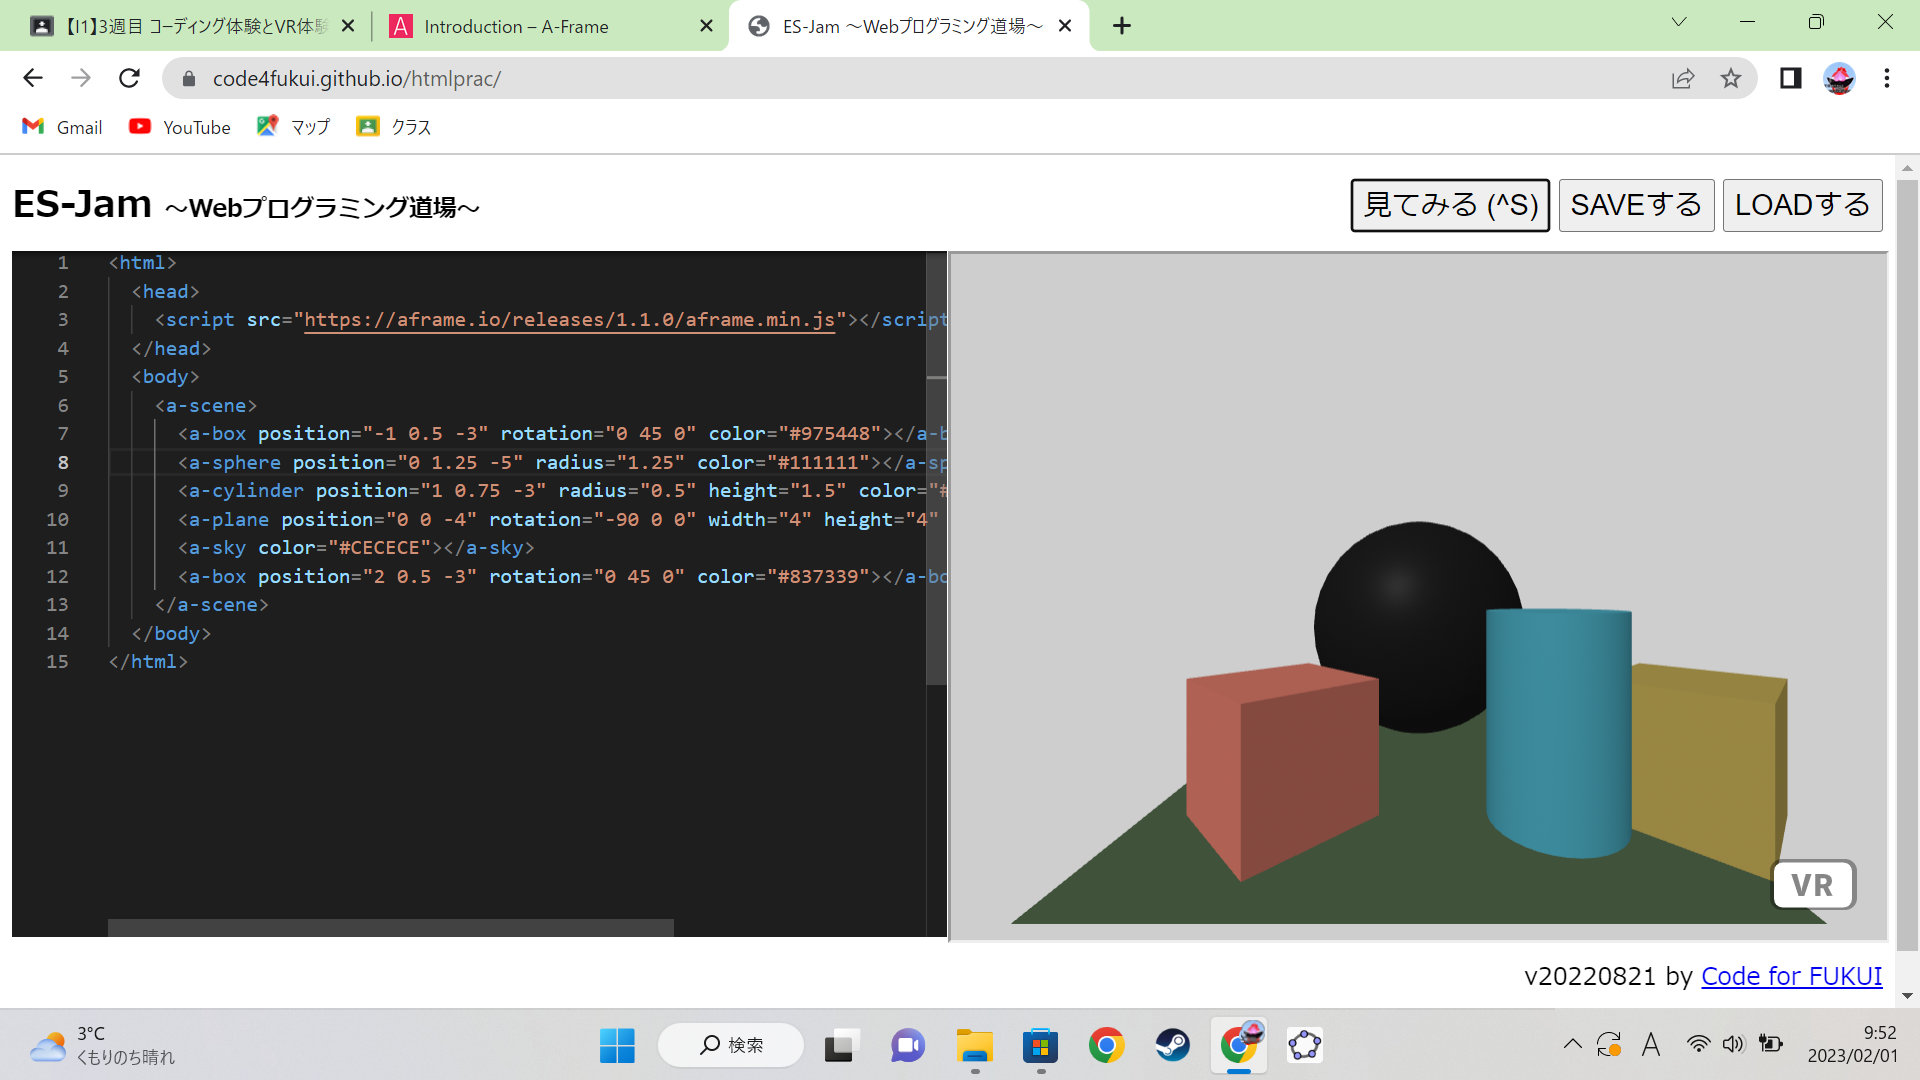 【I1】3週目 コーディング体験とVR体験
Introduction – A-Frame
ES-Jam ～Webプログラミング道場～
code4fukui.github.io/htmlprac/
Gmail
YouTube
マップ
クラス
ES-Jam ～Webプログラミング道場～
見てみる (^S)
SAVEする
LOADする
1 <html>
2 <head>
3 <script src="https://aframe.io/releases/1.1.0/aframe.min.js"></script
4 </head>
5 <body>
6 <a-scene>
7 <a-box position="-1 0.5 -3" rotation="0 45 0" color="#975448"></a-b
8 <a-sphere position="0 1.25 -5" radius="1.25" color="#111111"></a-sp
9 <a-cylinder position="1 0.75 -3" radius="0.5" height="1.5" color="#
10 <a-plane position="0 0 -4" rotation="-90 0 0" width="4" height="4"
11 <a-sky color="#CECECE"></a-sky>
12 <a-box position="2 0.5 -3" rotation="0 45 0" color="#837339"></a-bo
13 </a-scene>
14 </body>
15 </html>
VR
v20220821 by Code for FUKUI
3°C
くもりのち晴れ
検索
A
9:52
2023/02/01